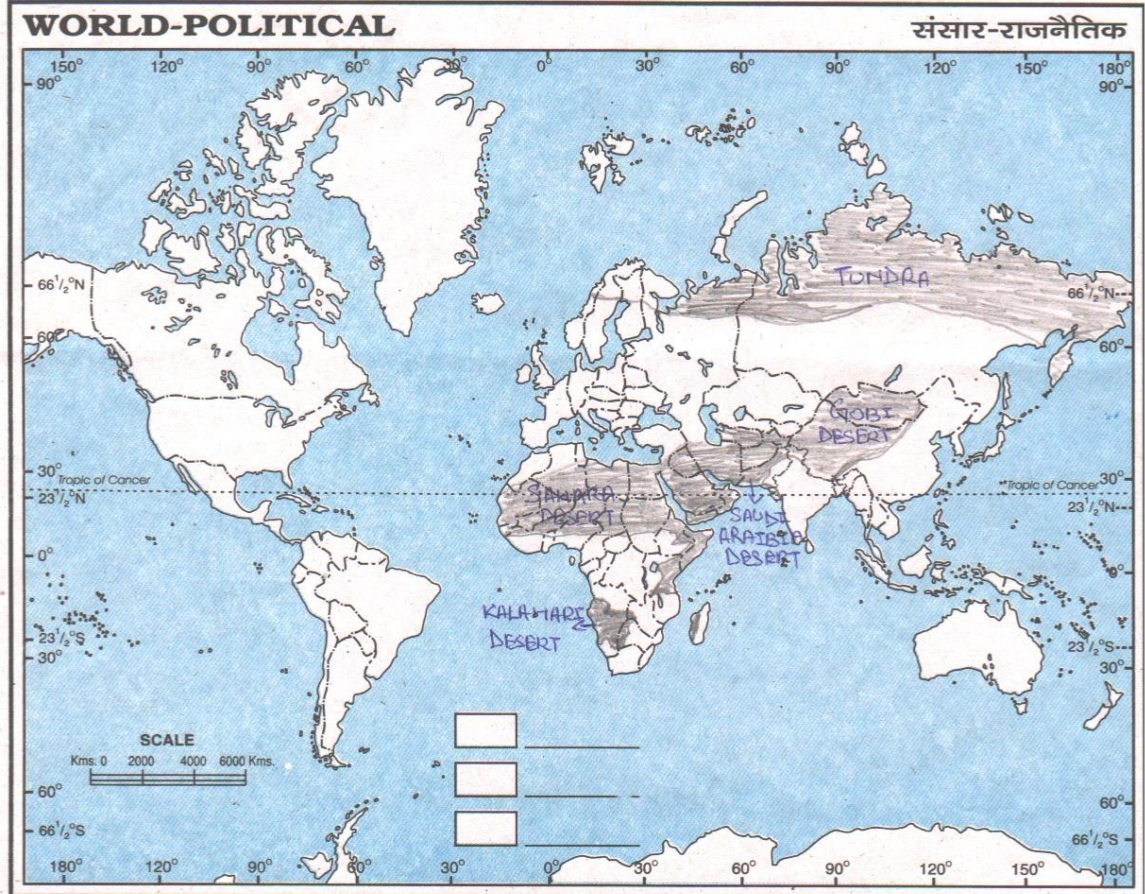 WORLD-POLITICAL
संसार-राजनैतिक
150° 120° 90° 60° 30° 0° 30° 60° 90° 120° 150° 180°
90° 90°
TUNDRA
66½°N 66½°N
60° 60°
GOBI
DESERT
30° 30°
Tropic of Cancer Tropic of Cancer
23½°N 23½°N
SAHARA
DESERT
SAUDI
ARAIBIA
DESERT
0° 0°
KALAHARI
DESERT
23½°S 23½°S
30° 30°
SCALE
Kms. 0 2000 4000 6000 Kms.
60° 60°
66½°S 66½°S
180° 150° 120° 90° 60° 30° 0° 30° 60° 90° 120° 150° 180°